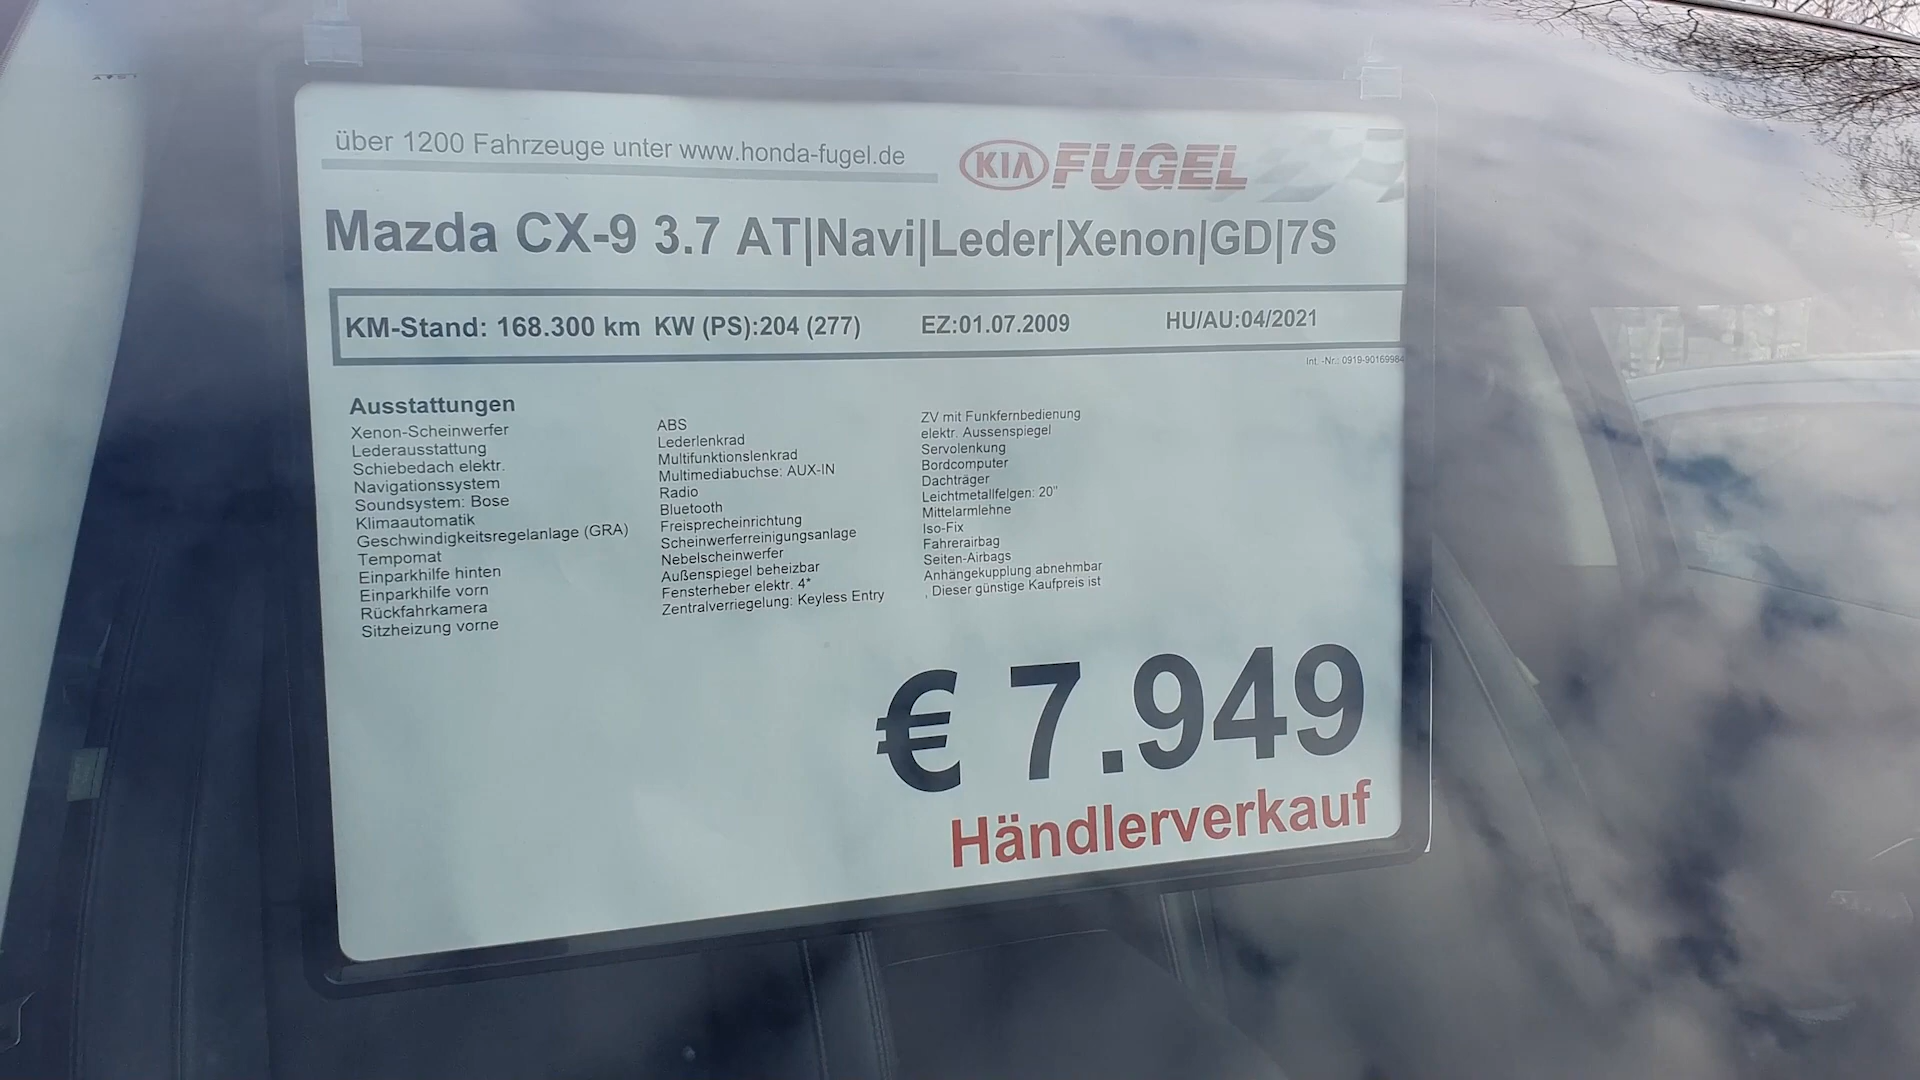 über 1200 Fahrzeuge unter www.honda-fugel.de
KIA FUGEL
Mazda CX-9 3.7 AT|Navi|Leder|Xenon|GD|7S
KM-Stand: 168.300 km KW (PS):204 (277) EZ:01.07.2009 HU/AU:04/2021
Int. -Nr.: 0919-90169984
Ausstattungen
Xenon-Scheinwerfer
Lederausstattung
Schiebedach elektr.
Navigationssystem
Soundsystem: Bose
Klimaautomatik
Geschwindigkeitsregelanlage (GRA)
Tempomat
Einparkhilfe hinten
Einparkhilfe vorn
Rückfahrkamera
Sitzheizung vorne
ABS
Lederlenkrad
Multifunktionslenkrad
Multimediabuchse: AUX-IN
Radio
Bluetooth
Freisprecheinrichtung
Scheinwerferreinigungsanlage
Nebelscheinwerfer
Außenspiegel beheizbar
Fensterheber elektr. 4*
Zentralverriegelung: Keyless Entry
ZV mit Funkfernbedienung
elektr. Aussenspiegel
Servolenkung
Bordcomputer
Dachträger
Leichtmetallfelgen: 20"
Mittelarmlehne
Iso-Fix
Fahrerairbag
Seiten-Airbags
Anhängekupplung abnehmbar
, Dieser günstige Kaufpreis ist
€ 7.949
Händlerverkauf